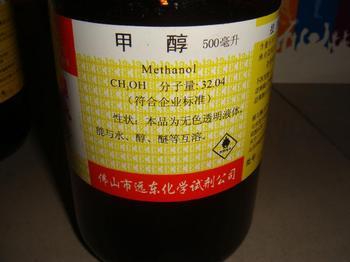 甲醇 500毫升
Methanol
CH₃OH 分子量:32.04
(符合企业标准)
性状:本品为无色透明液体,
能与水、醇、醚等互溶。
佛山市远东化学试剂公司